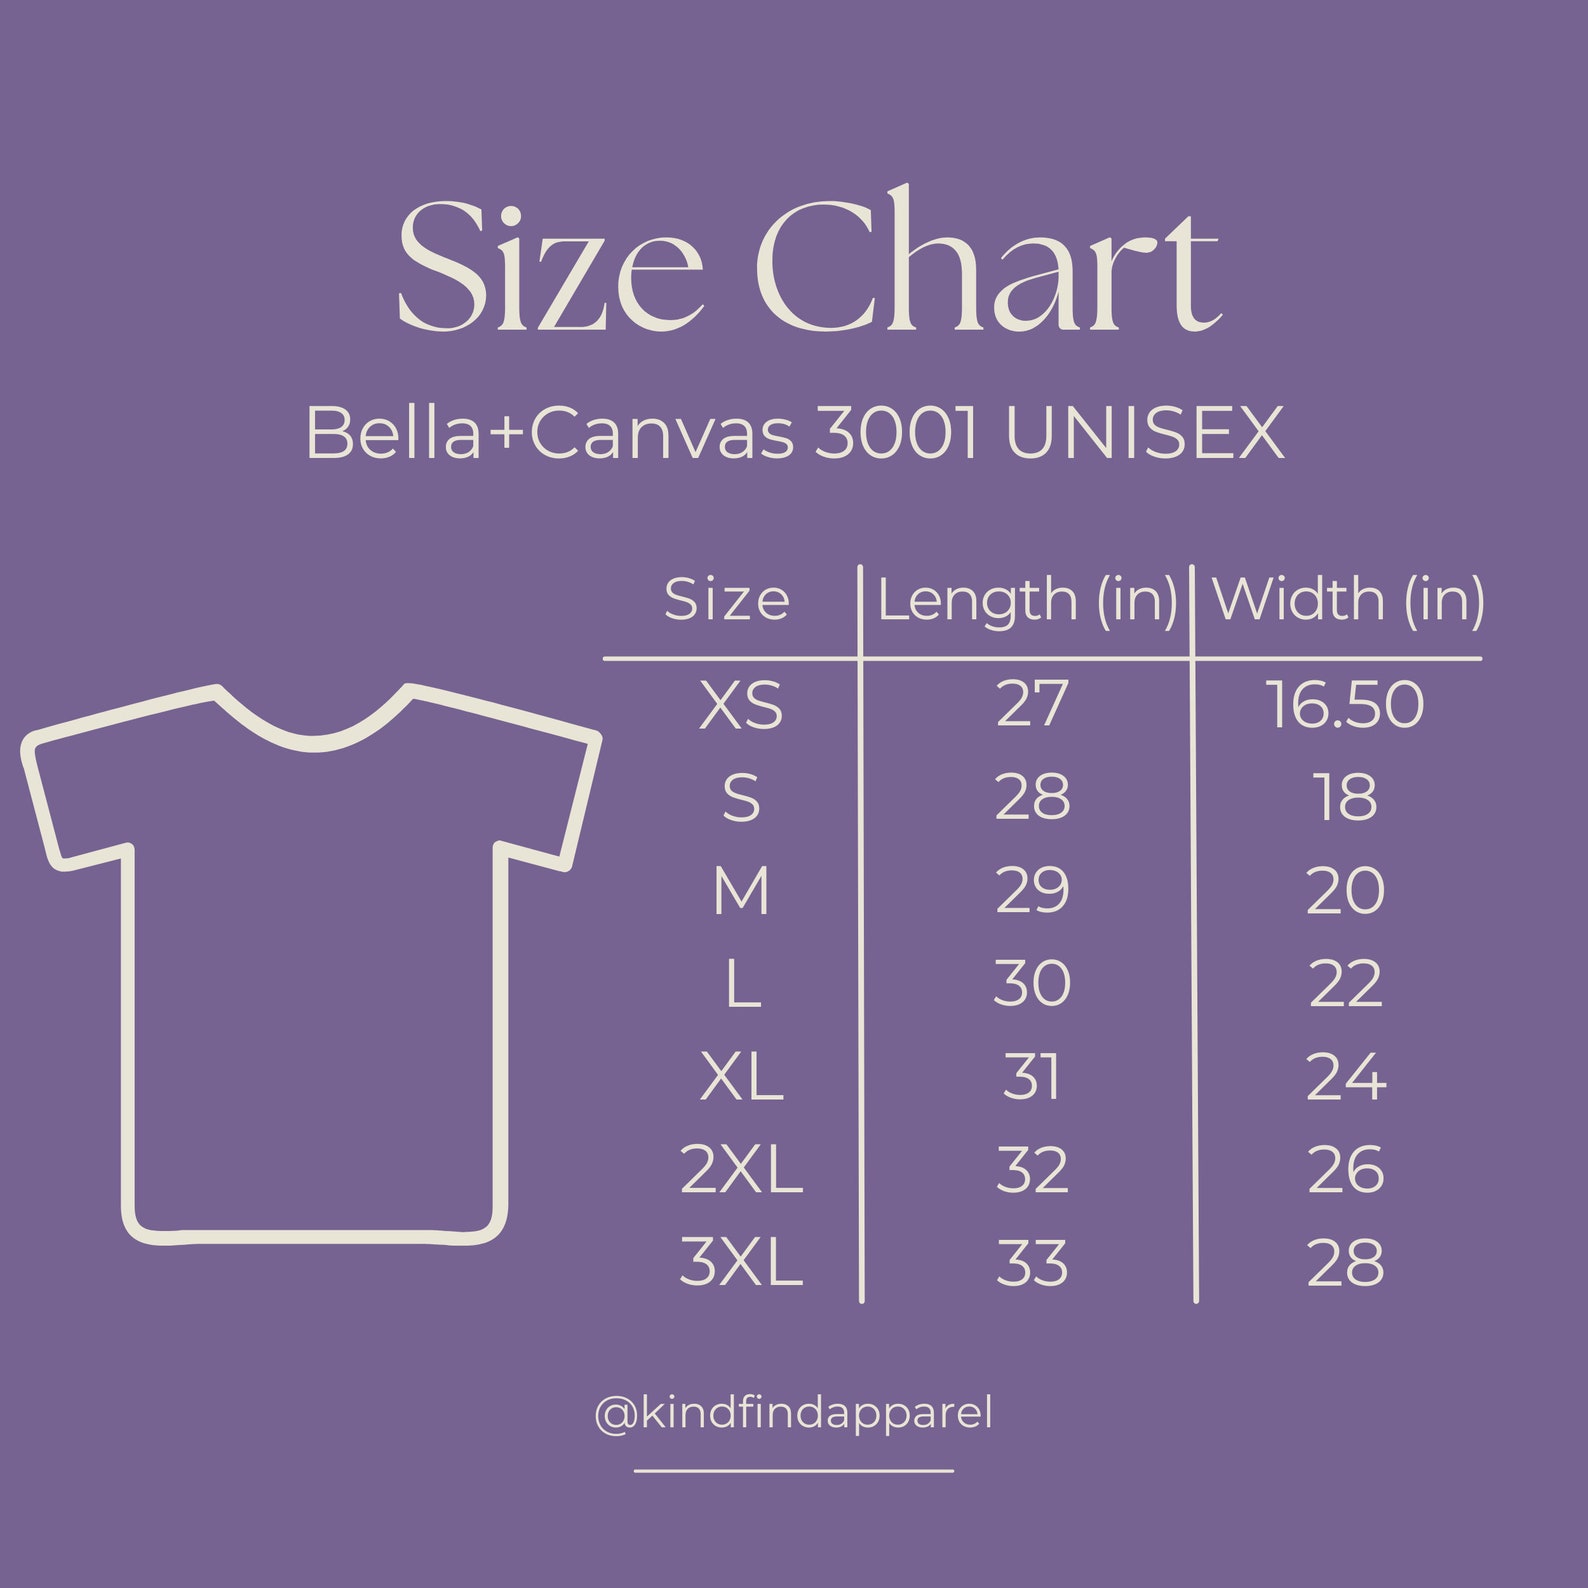 Size Chart
Bella+Canvas 3001 UNISEX
Size Length (in) Width (in)
XS 27 16.50
S 28 18
M 29 20
L 30 22
XL 31 24
2XL 32 26
3XL 33 28
@kindfindapparel